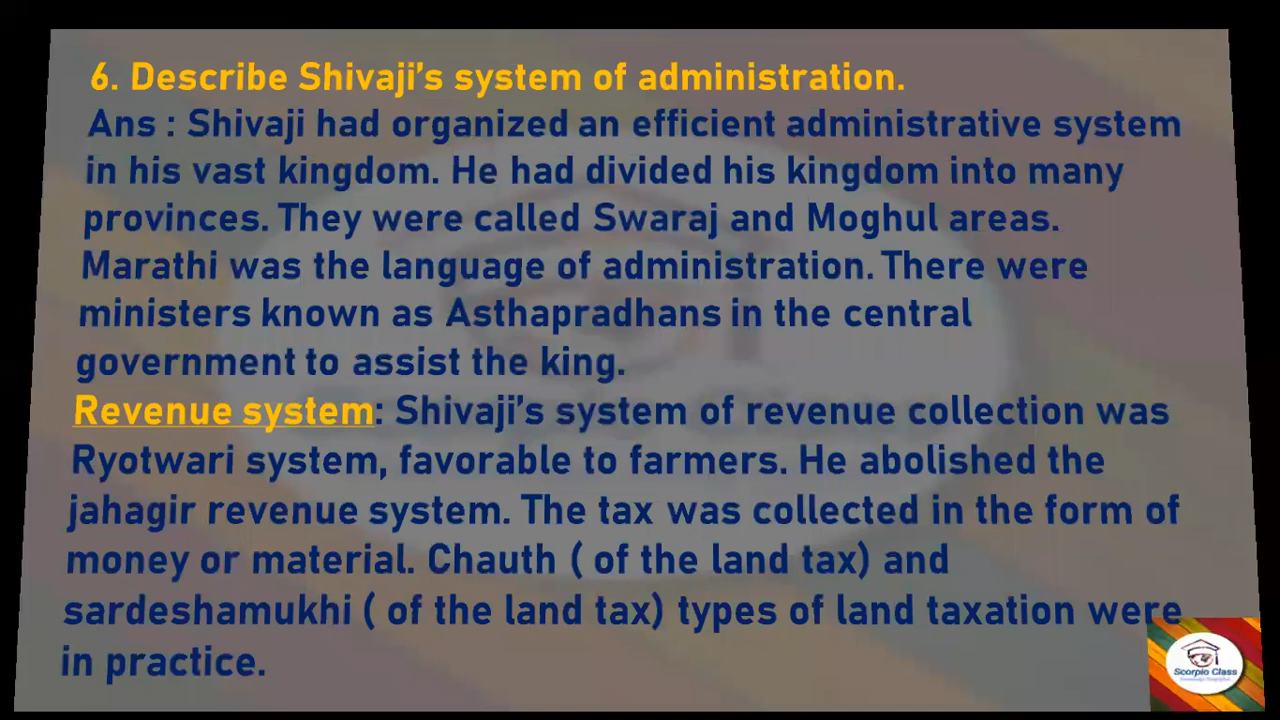 6. Describe Shivaji’s system of administration.
Ans : Shivaji had organized an efficient administrative system
in his vast kingdom. He had divided his kingdom into many
provinces. They were called Swaraj and Moghul areas.
Marathi was the language of administration. There were
ministers known as Asthapradhans in the central
government to assist the king.
Revenue system: Shivaji’s system of revenue collection was
Ryotwari system, favorable to farmers. He abolished the
jahagir revenue system. The tax was collected in the form of
money or material. Chauth ( of the land tax) and
sardeshamukhi ( of the land tax) types of land taxation were
in practice.
Scorpio Class